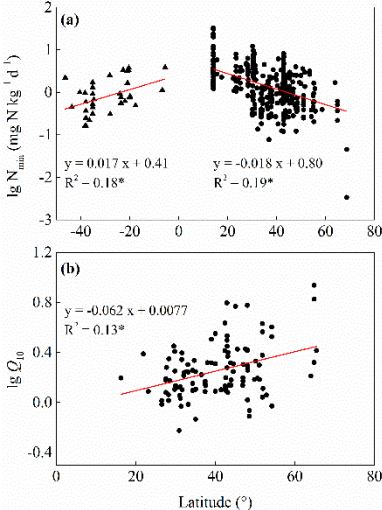 (a)
lg N_min (mg N kg⁻¹ d⁻¹)
2
1
0
-1
-2
-3
y = 0.017 x + 0.41
R² = 0.18*
y = -0.018 x + 0.80
R² = 0.19*
-40 -20 0 0 20 40 60 80
(b)
lg Q₁₀
1.2
0.8
0.4
0.0
-0.4
y = -0.062 x + 0.0077
R² = 0.13*
0 20 40 60 80
Latitude (°)